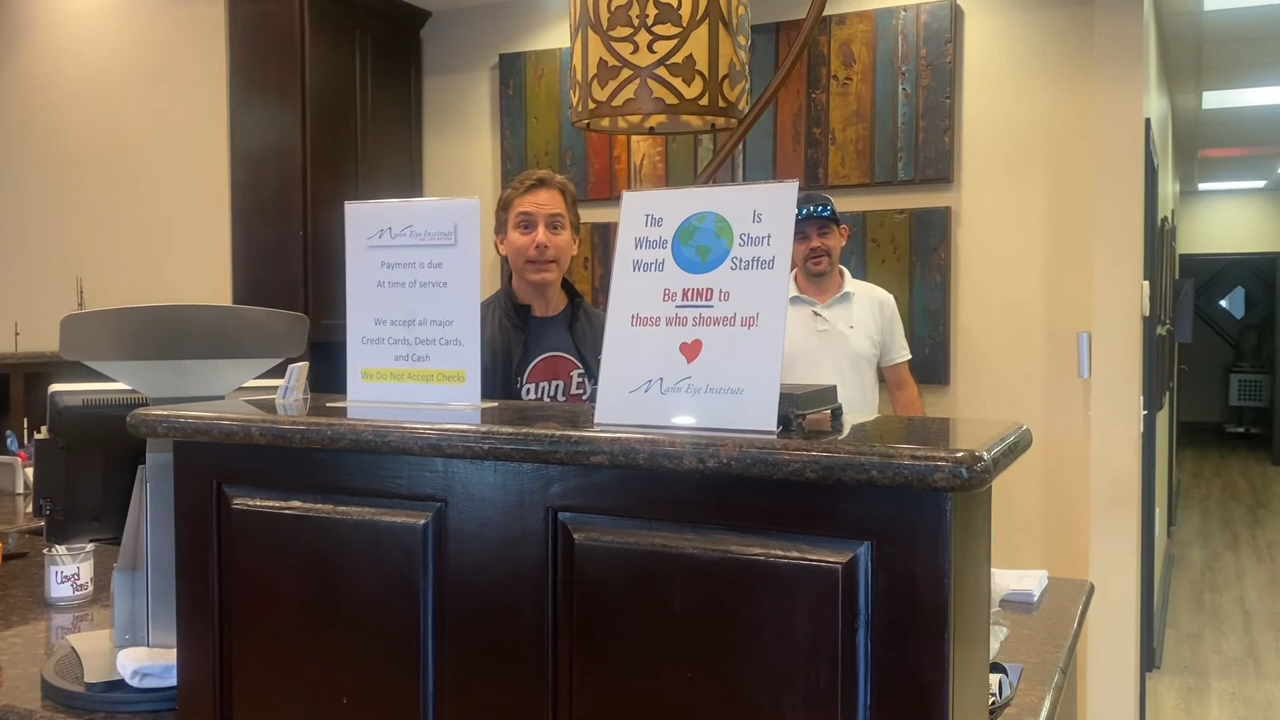 Mann Eye Institute
Payment is due
At time of service
We accept all major
Credit Cards, Debit Cards,
and Cash
We Do Not Accept Checks
ann Ey
The Whole World
Is Short Staffed
Be KIND to
those who showed up!
Mann Eye Institute
Used
Pens